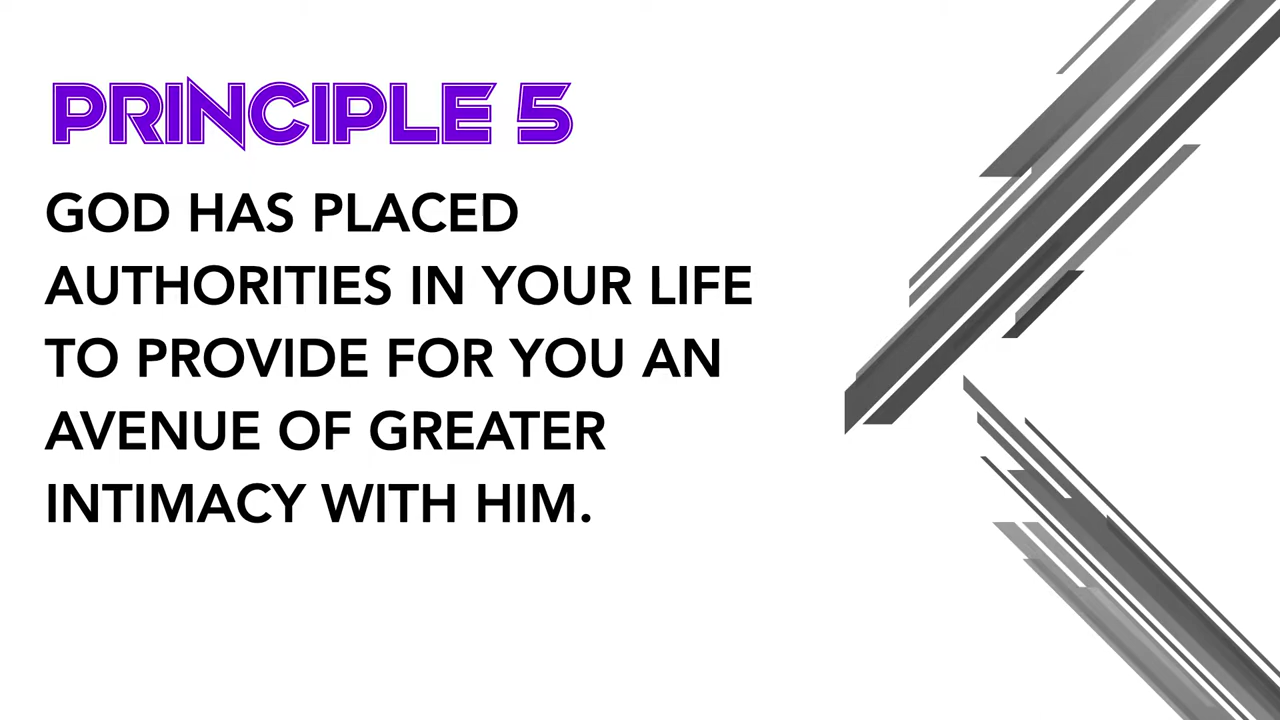 PRINCIPLE 5
GOD HAS PLACED
AUTHORITIES IN YOUR LIFE
TO PROVIDE FOR YOU AN
AVENUE OF GREATER
INTIMACY WITH HIM.